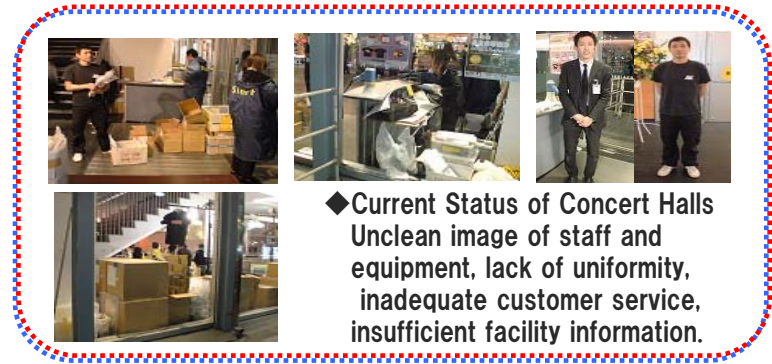 Start
◆Current Status of Concert Halls
Unclean image of staff and
equipment, lack of uniformity,
inadequate customer service,
insufficient facility information.